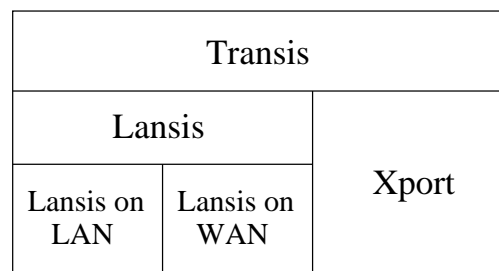 Transis
Lansis
Xport
Lansis on
LAN
Lansis on
WAN